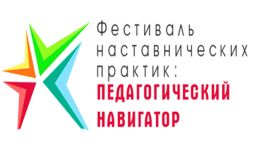 Фестиваль
наставнических
практик:
ПЕДАГОГИЧЕСКИЙ
НАВИГАТОР